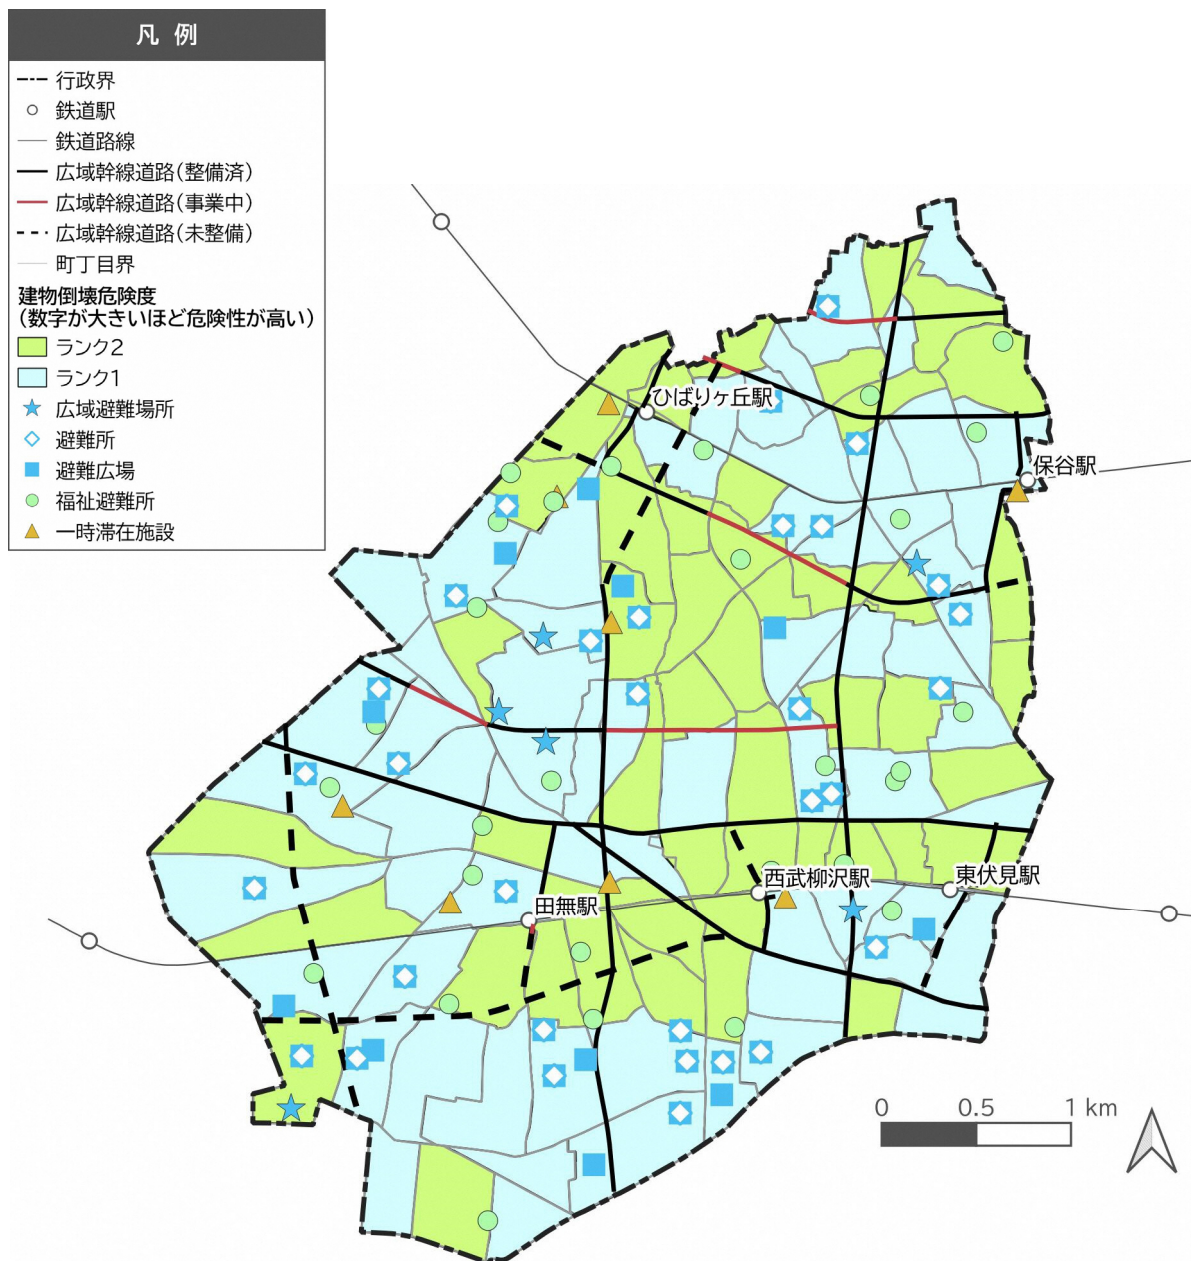 凡 例
行政界
鉄道駅
鉄道路線
広域幹線道路（整備済）
広域幹線道路（事業中）
広域幹線道路（未整備）
町丁目界
建物倒壊危険度
（数字が大きいほど危険性が高い）
ランク2
ランク1
広域避難場所
避難所
避難広場
福祉避難所
一時滞在施設
ひばりヶ丘駅
保谷駅
西武柳沢駅
東伏見駅
田無駅
0 0.5 1 km